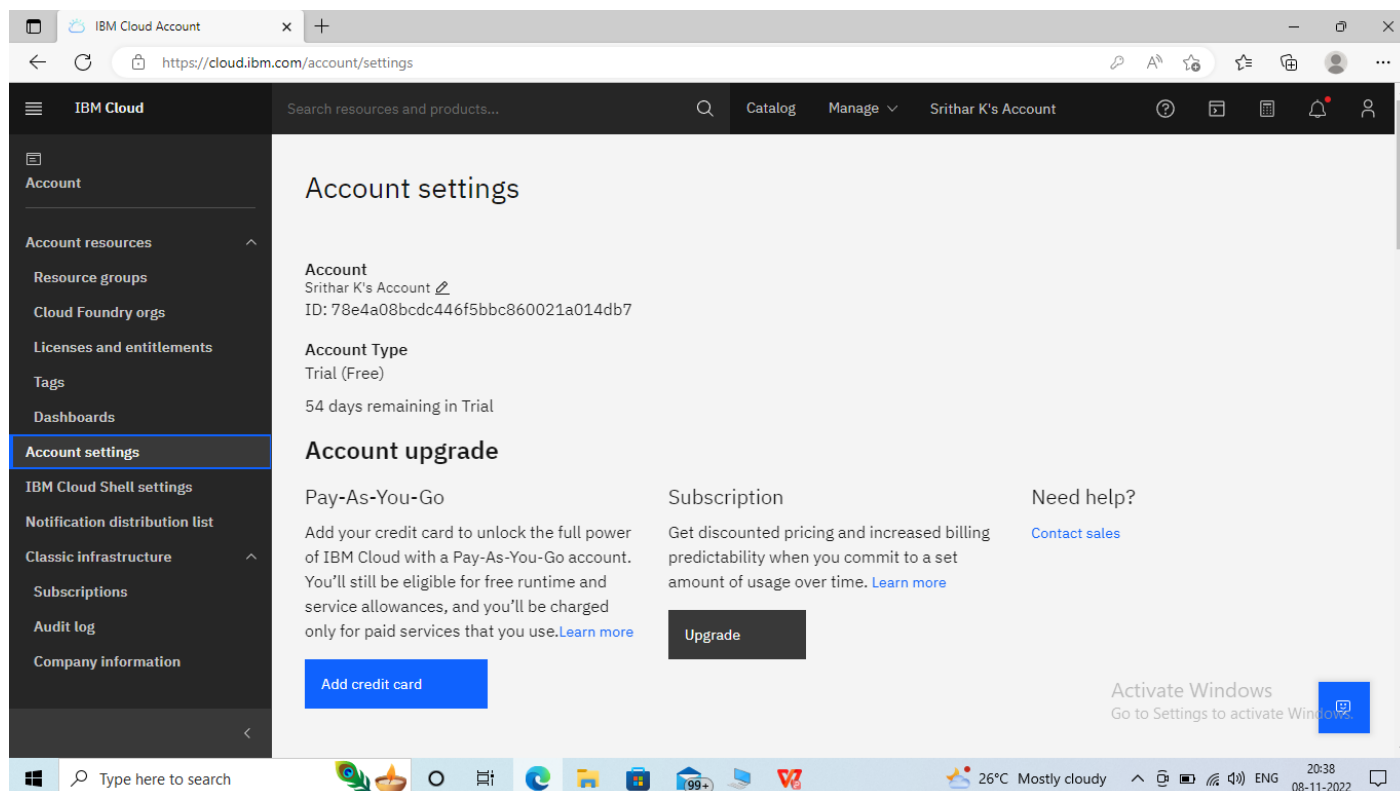 IBM Cloud Account
https://cloud.ibm.com/account/settings
IBM Cloud
Search resources and products...
Catalog
Manage
Srithar K's Account
Account
Account resources
Resource groups
Cloud Foundry orgs
Licenses and entitlements
Tags
Dashboards
Account settings
IBM Cloud Shell settings
Notification distribution list
Classic infrastructure
Subscriptions
Audit log
Company information
Account settings
Account
Srithar K's Account
ID: 78e4a08bcdc446f5bbc860021a014db7
Account Type
Trial (Free)
54 days remaining in Trial
Account upgrade
Pay-As-You-Go
Add your credit card to unlock the full power
of IBM Cloud with a Pay-As-You-Go account.
You'll still be eligible for free runtime and
service allowances, and you'll be charged
only for paid services that you use.Learn more
Add credit card
Subscription
Get discounted pricing and increased billing
predictability when you commit to a set
amount of usage over time. Learn more
Upgrade
Need help?
Contact sales
Activate Windows
Go to Settings to activate Windows.
Type here to search
99+
26°C Mostly cloudy
ENG
20:38
08-11-2022